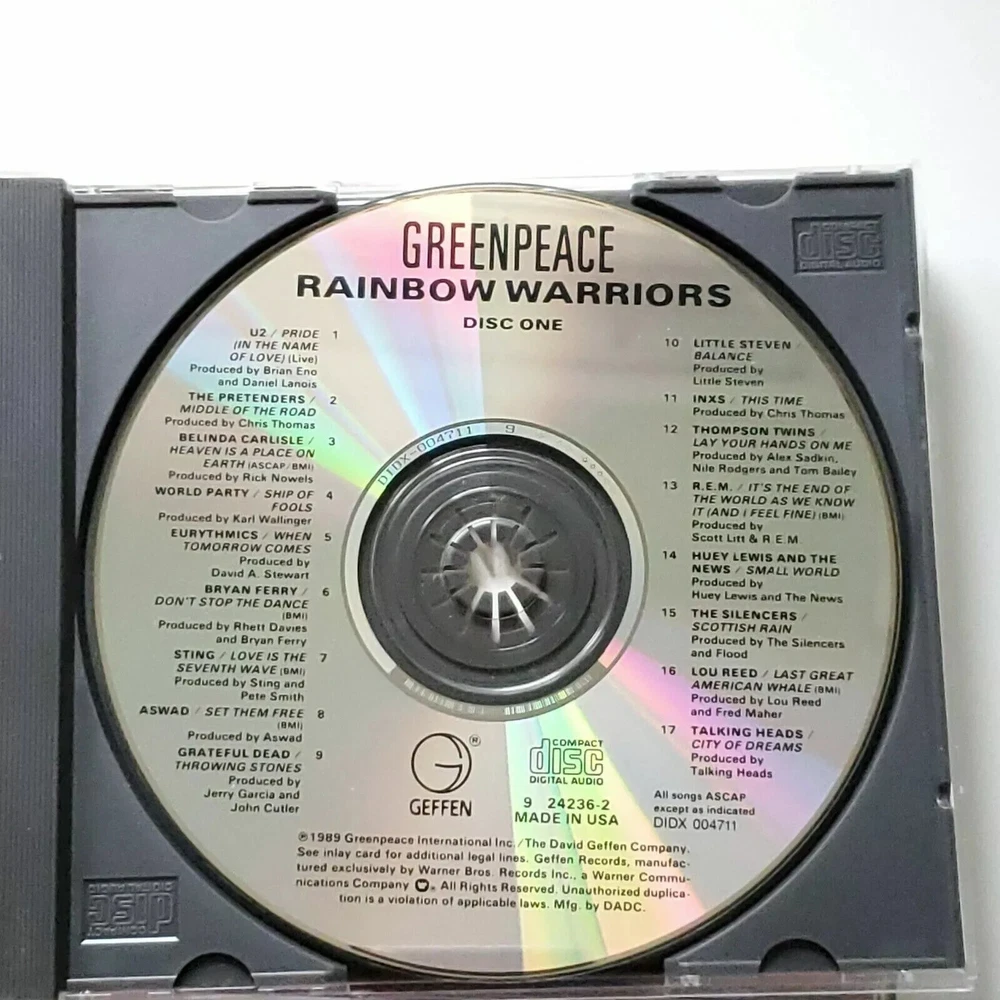 GREENPEACE
RAINBOW WARRIORS
DISC ONE
U2 / PRIDE 1
(IN THE NAME
OF LOVE) (Live)
Produced by Brian Eno
and Daniel Lanois
THE PRETENDERS / 2
MIDDLE OF THE ROAD
Produced by Chris Thomas
BELINDA CARLISLE / 3
HEAVEN IS A PLACE ON
EARTH (ASCAP/BMI)
Produced by Rick Nowels
WORLD PARTY / SHIP OF 4
FOOLS
Produced by Karl Wallinger
EURYTHMICS / WHEN 5
TOMORROW COMES
Produced by
David A. Stewart
BRYAN FERRY / 6
DON'T STOP THE DANCE
(BMI)
Produced by Rhett Davies
and Bryan Ferry
STING / LOVE IS THE 7
SEVENTH WAVE (BMI)
Produced by Sting and
Pete Smith
ASWAD / SET THEM FREE 8
(BMI)
Produced by Aswad
GRATEFUL DEAD / 9
THROWING STONES
Produced by
Jerry Garcia and
John Cutler
10 LITTLE STEVEN /
BALANCE
Produced by
Little Steven
11 INXS / THIS TIME
Produced by Chris Thomas
12 THOMPSON TWINS /
LAY YOUR HANDS ON ME
Produced by Alex Sadkin,
Nile Rodgers and Tom Bailey
13 R.E.M. / IT'S THE END OF
THE WORLD AS WE KNOW
IT (AND I FEEL FINE) (BMI)
Produced by
Scott Litt & R.E.M.
14 HUEY LEWIS AND THE
NEWS / SMALL WORLD
Produced by
Huey Lewis and The News
15 THE SILENCERS /
SCOTTISH RAIN
Produced by The Silencers
and Flood
16 LOU REED / LAST GREAT
AMERICAN WHALE (BMI)
Produced by Lou Reed
and Fred Maher
17 TALKING HEADS /
CITY OF DREAMS
Produced by
Talking Heads
All songs ASCAP
except as indicated
DIDX 004711
DIDX-004711 9
GEFFEN
®
COMPACT
disc
DIGITAL AUDIO
9 24236-2
MADE IN USA
℗1989 Greenpeace International Inc./The David Geffen Company.
See inlay card for additional legal lines. Geffen Records, manufac-
tured exclusively by Warner Bros. Records Inc., a Warner Commu-
nications Company W. All Rights Reserved. Unauthorized duplica-
tion is a violation of applicable laws. Mfg. by DADC.
COMPACT
disc
DIGITAL AUDIO
COMPACT
disc
DIGITAL AUDIO